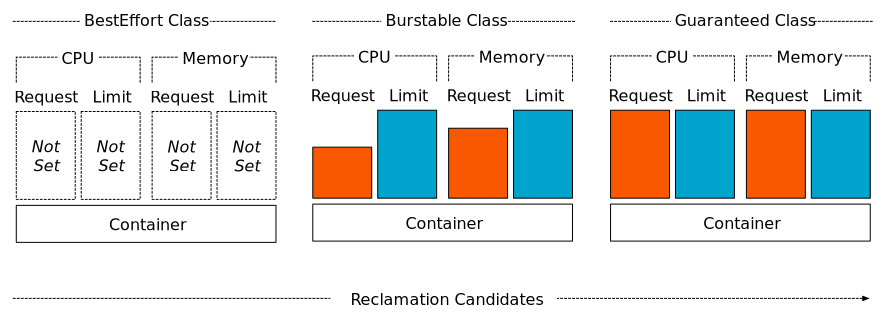 BestEffort Class
Burstable Class
Guaranteed Class
CPU
Memory
CPU
Memory
CPU
Memory
Request Limit Request Limit
Request Limit Request Limit
Request Limit Request Limit
Not
Set
Not
Set
Not
Set
Not
Set
Container
Container
Container
Reclamation Candidates